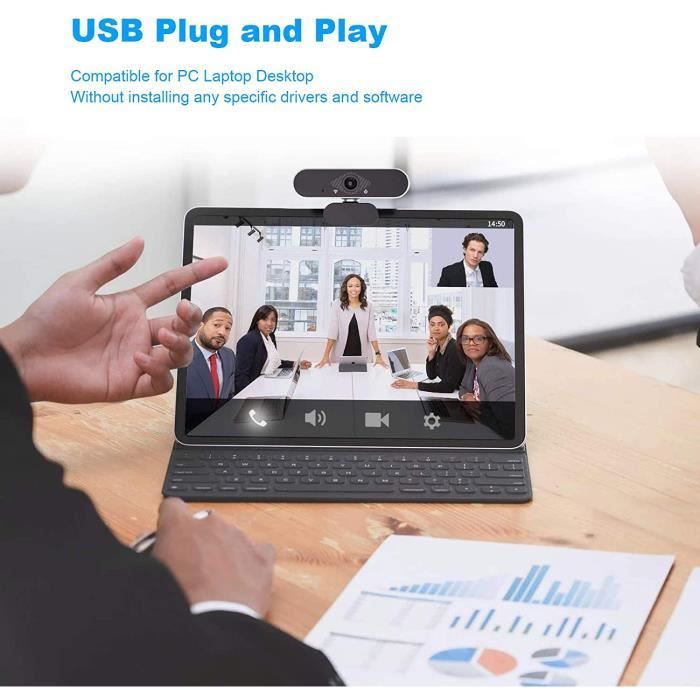 USB Plug and Play
Compatible for PC Laptop Desktop
Without installing any specific drivers and software
14:50